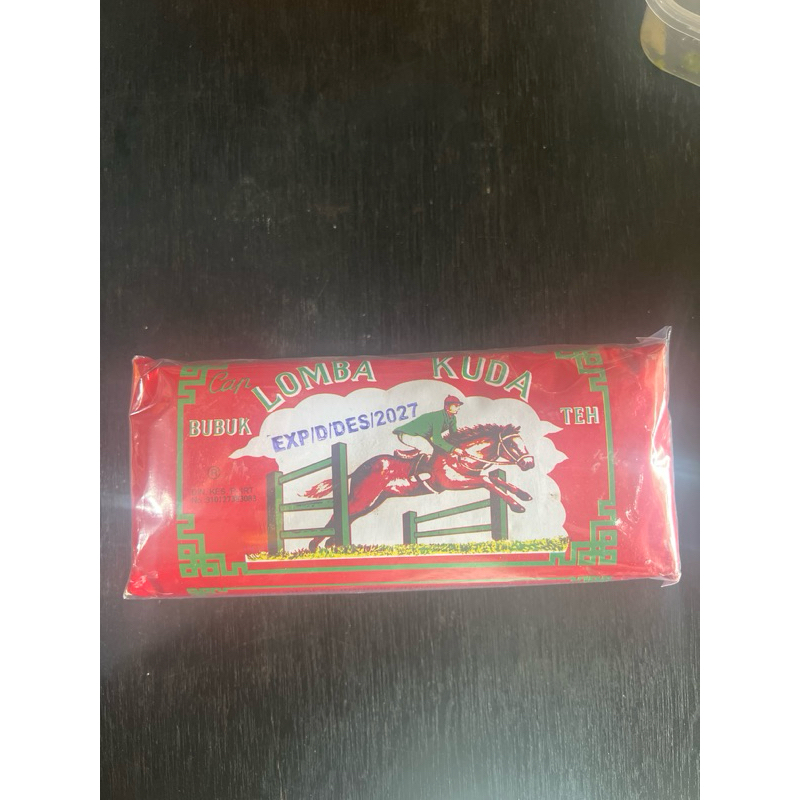 Cap
LOMBA KUDA
BUBUK TEH
EXP/D/DES/2027